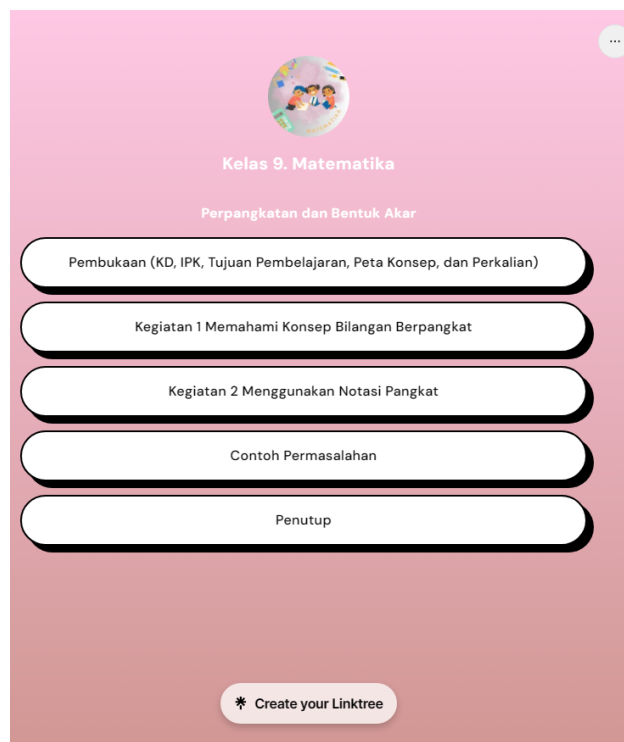 Kelas 9. Matematika
Perpangkatan dan Bentuk Akar
Pembukaan (KD, IPK, Tujuan Pembelajaran, Peta Konsep, dan Perkalian)
Kegiatan 1 Memahami Konsep Bilangan Berpangkat
Kegiatan 2 Menggunakan Notasi Pangkat
Contoh Permasalahan
Penutup
Create your Linktree